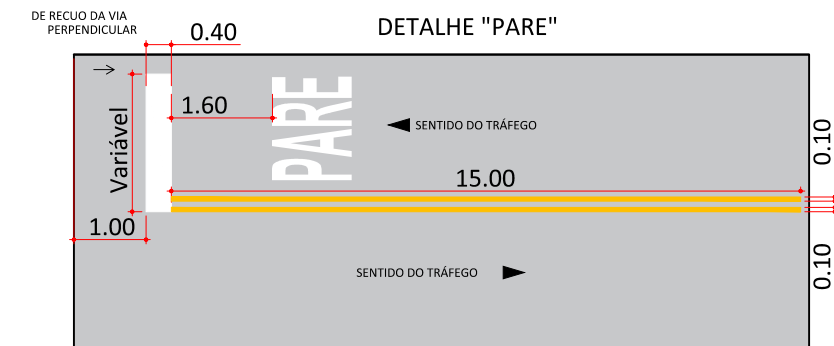 DE RECUO DA VIA
PERPENDICULAR
DETALHE "PARE"
0.40
1.60
PARE
SENTIDO DO TRÁFEGO
Variável
0.10
15.00
1.00
0.10
SENTIDO DO TRÁFEGO